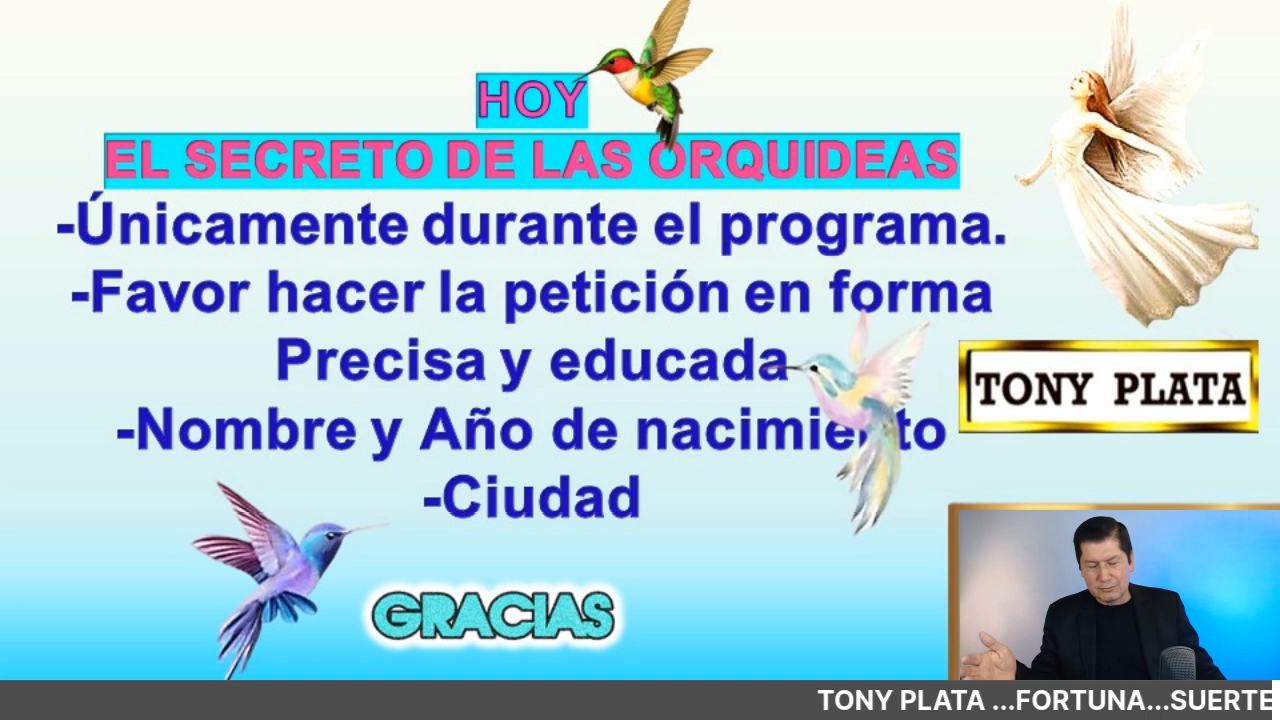 HOY
EL SECRETO DE LAS ORQUIDEAS
-Únicamente durante el programa.
-Favor hacer la petición en forma
Precisa y educada
-Nombre y Año de nacimiento
-Ciudad
GRACIAS
TONY PLATA
TONY PLATA ...FORTUNA...SUERTE